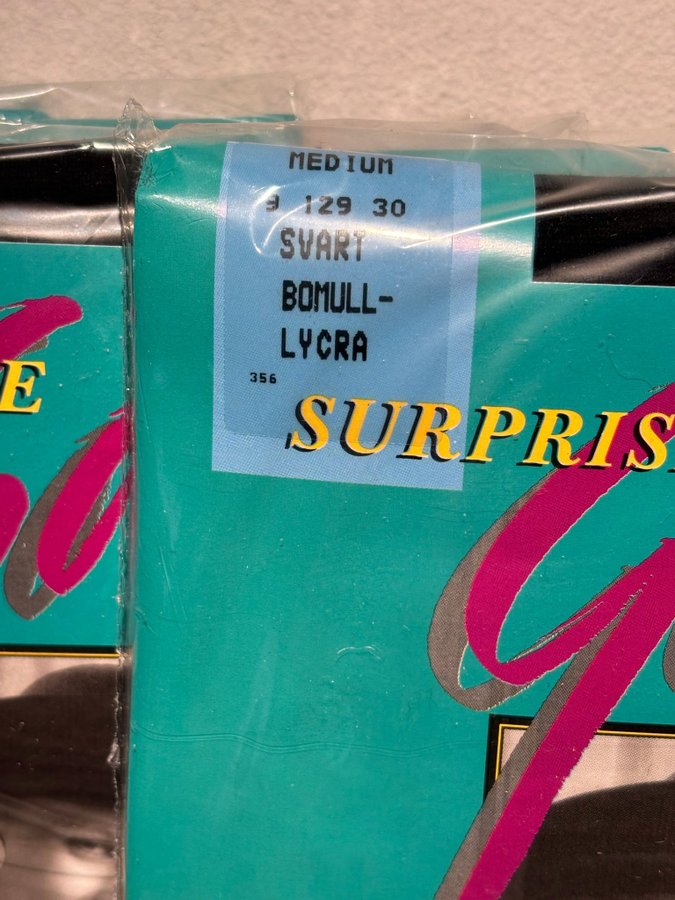 MEDIUM
9 129 30
SVART
BOMULL-
LYCRA
356
E
SURPRIS